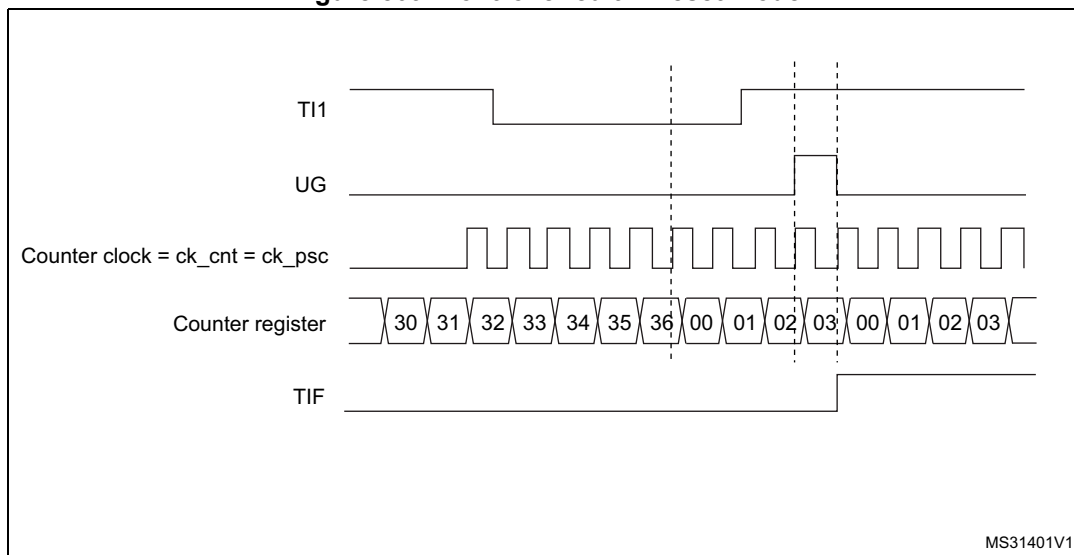 TI1
UG
Counter clock = ck_cnt = ck_psc
Counter register 30 31 32 33 34 35 36 00 01 02 03 00 01 02 03
TIF
MS31401V1